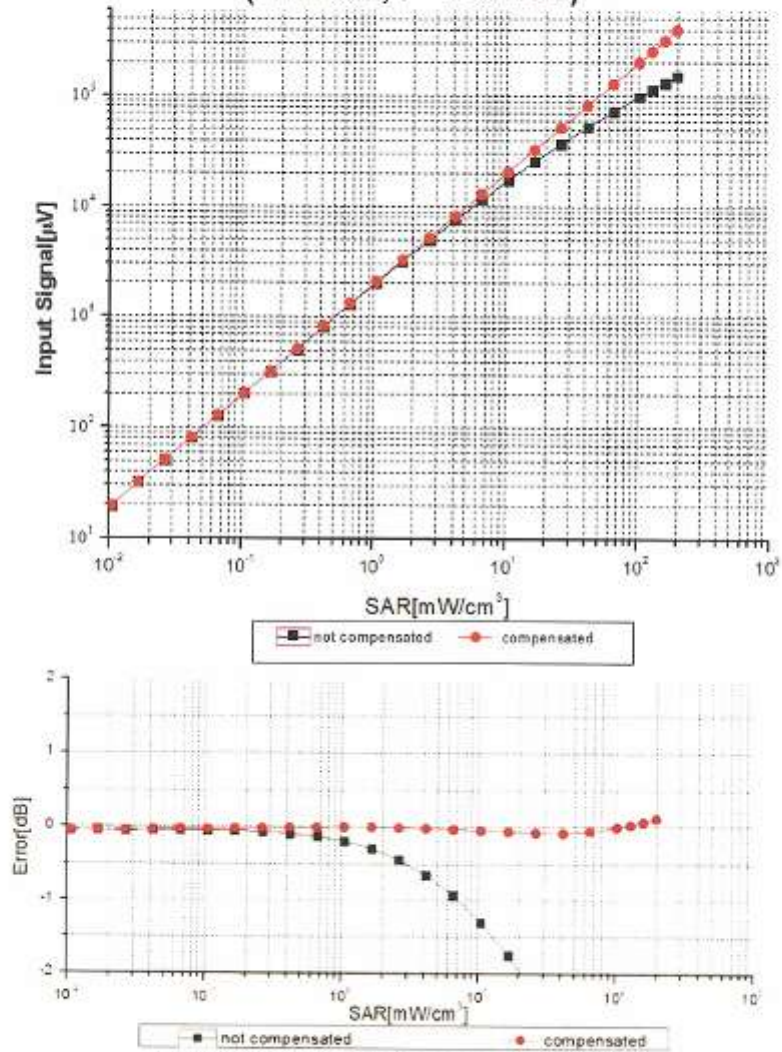 10³
10⁴
10⁴
10²
10¹
Input Signal[µV]
10⁻² 10⁻¹ 10⁰ 10¹ 10²
SAR[mW/cm³]
not compensated compensated
2
1
0
-1
-2
Error[dB]
SAR[mW/cm³]
not compensated compensated